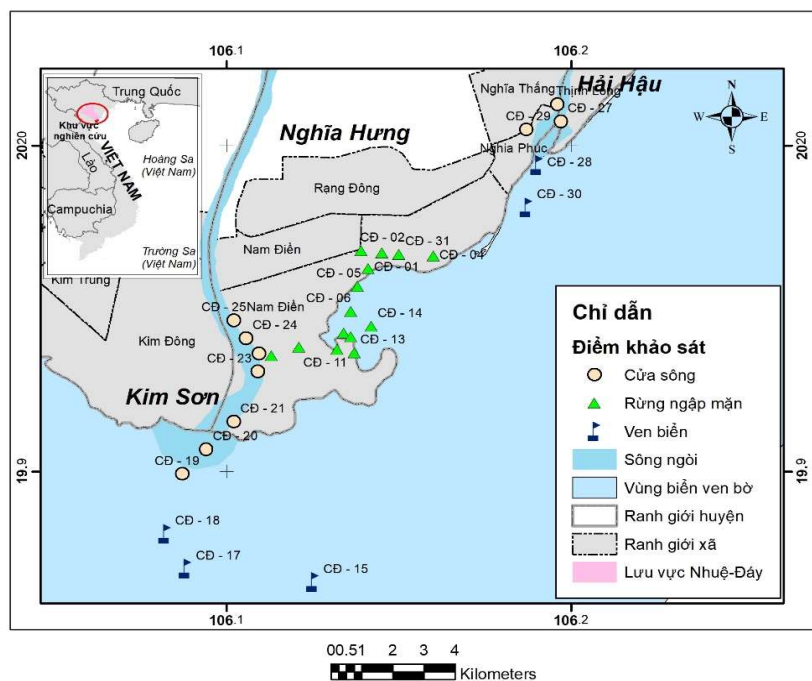 106.1 106.2
Trung Quốc
Khu vực
nghiên cứu
VIỆT NAM
Lào
Hoàng Sa
(Việt Nam)
Campuchia
Trường Sa
(Việt Nam)
N
W E
S
Hải Hậu
Nghĩa Thắng
Thịnh Long
CĐ - 27
CĐ - 29
2020
2020
Nghĩa Hưng
Nghĩa Phúc
CĐ - 28
Rạng Đông
CĐ - 30
CĐ - 02
CĐ - 31
Nam Điền
CĐ - 05
CĐ - 01
CĐ - 04
Kim Trung
CĐ - 06
CĐ - 25
Nam Điền
CĐ - 14
CĐ - 24
Kim Đông
CĐ - 13
CĐ - 23
CĐ - 11
Kim Sơn
CĐ - 21
CĐ - 20
CĐ - 19
19.9
19.9
CĐ - 18
CĐ - 17
CĐ - 15
106.1 106.2
Chỉ dẫn
Điểm khảo sát
Cửa sông
Rừng ngập mặn
Ven biển
Sông ngòi
Vùng biển ven bờ
Ranh giới huyện
Ranh giới xã
Lưu vực Nhuệ-Đáy
00.51 2 3 4
Kilometers